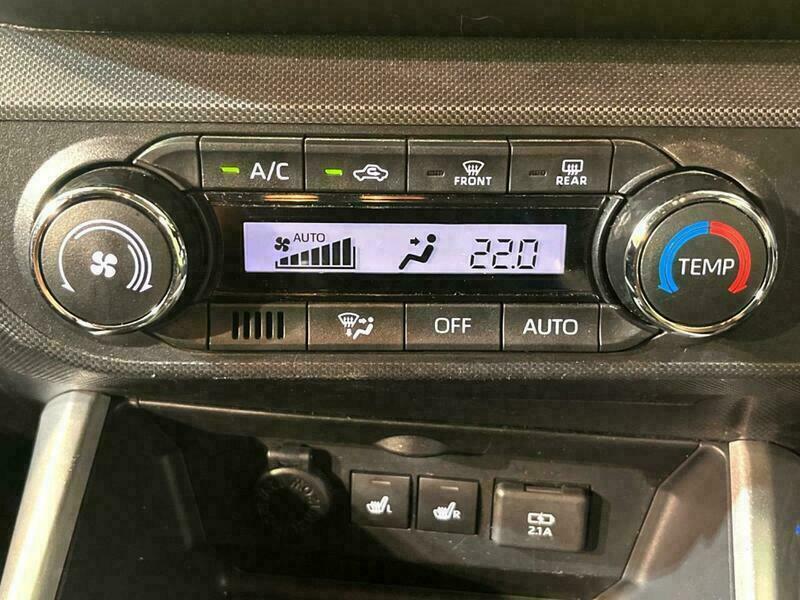 A/C
FRONT
REAR
AUTO
22.0
TEMP
OFF
AUTO
L
R
2.1A